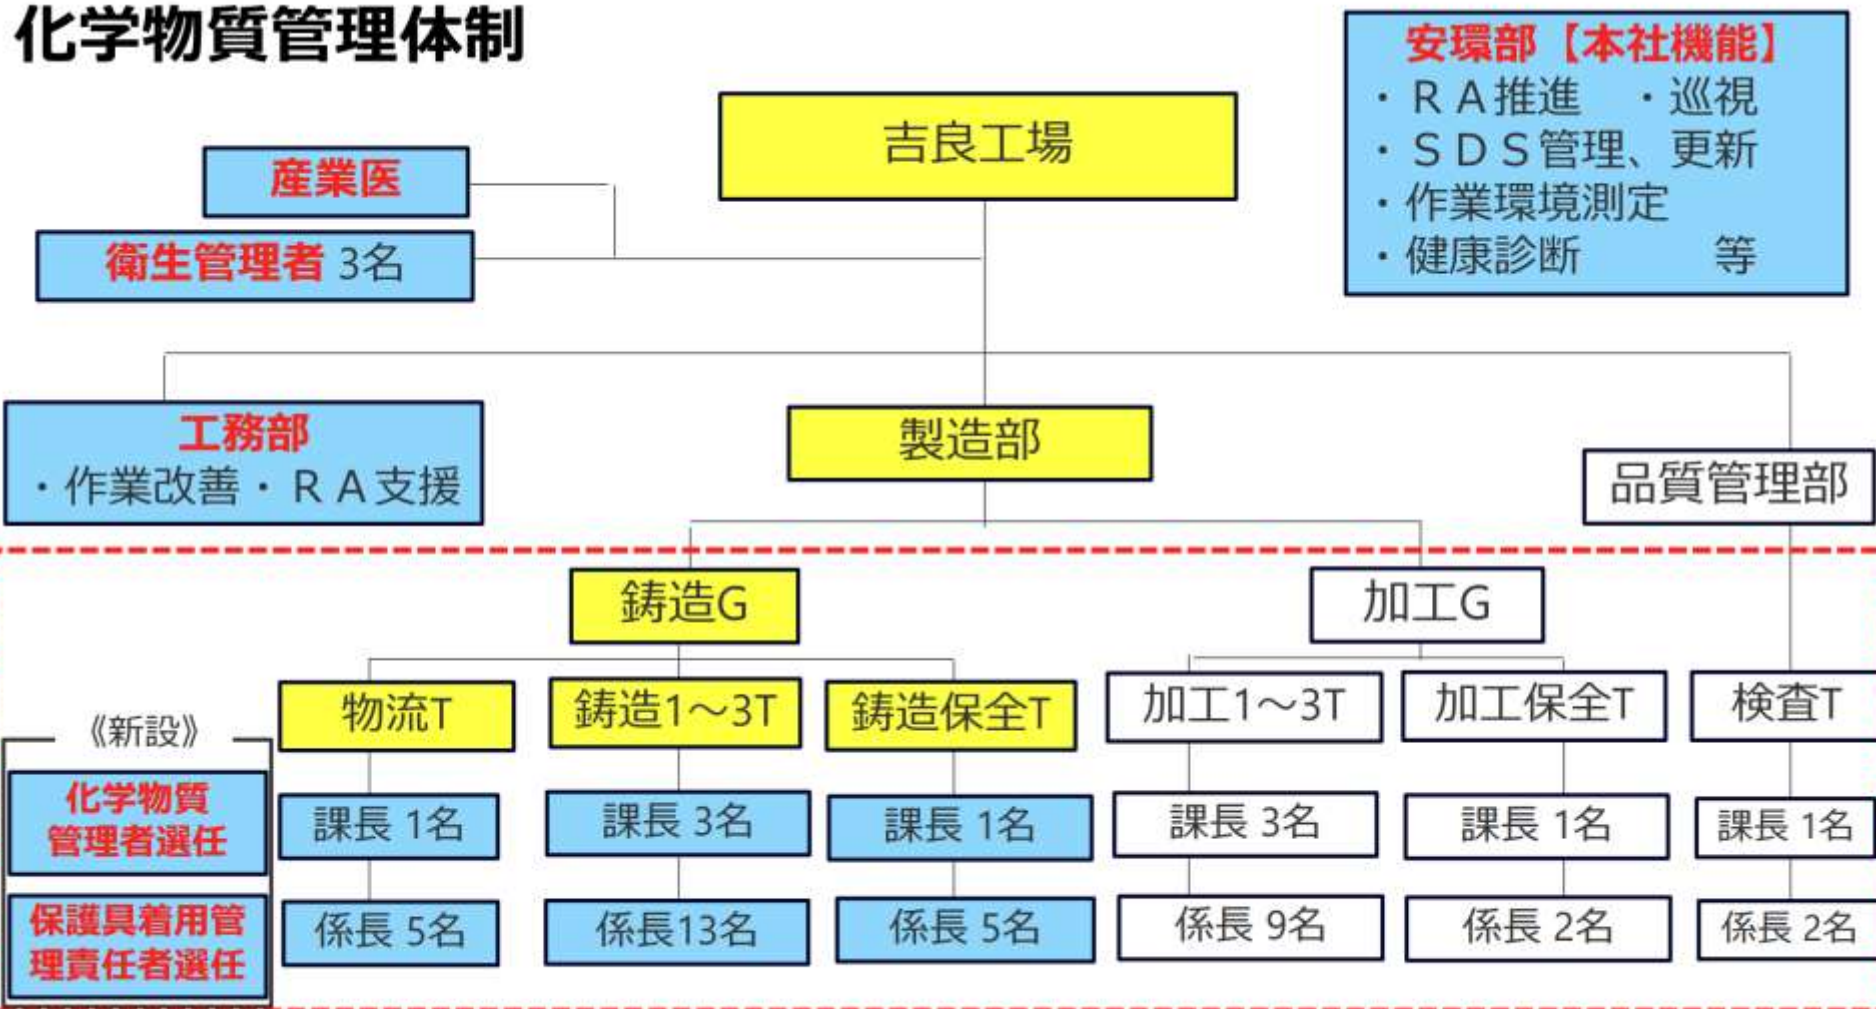 化学物質管理体制
安環部【本社機能】
・ＲＡ推進　・巡視
・ＳＤＳ管理、更新
・作業環境測定
・健康診断　　　等
吉良工場
産業医
衛生管理者 3名
工務部
・作業改善・ＲＡ支援
製造部
品質管理部
鋳造G
加工G
物流T
鋳造1～3T
鋳造保全T
加工1～3T
加工保全T
検査T
《新設》
化学物質
管理者選任
課長 1名
課長 3名
課長 1名
課長 3名
課長 1名
課長 1名
保護具着用管
理責任者選任
係長 5名
係長13名
係長 5名
係長 9名
係長 2名
係長 2名